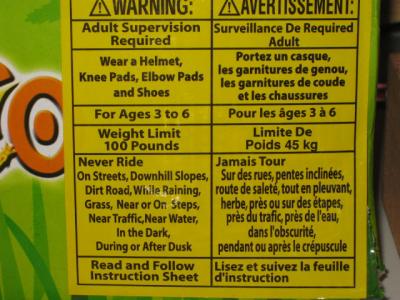 WARNING:
Adult Supervision
Required
Wear a Helmet,
Knee Pads, Elbow Pads
and Shoes
For Ages 3 to 6
Weight Limit
100 Pounds
Never Ride
On Streets, Downhill Slopes,
Dirt Road, While Raining,
Grass, Near or On Steps,
Near Traffic, Near Water,
In the Dark,
During or After Dusk
Read and Follow
Instruction Sheet
AVERTISSEMENT:
Surveillance De Required
Adult
Portez un casque,
les garnitures de genou,
les garnitures de coude
et les chaussures
Pour les âges 3 à 6
Limite De
Poids 45 kg
Jamais Tour
Sur des rues, pentes inclinées,
route de saleté, tout en pleuvant,
herbe, près ou sur des étapes,
près du trafic, près de l'eau,
dans l'obscurité,
pendant ou après le crépuscule
Lisez et suivez la feuille
d'instruction